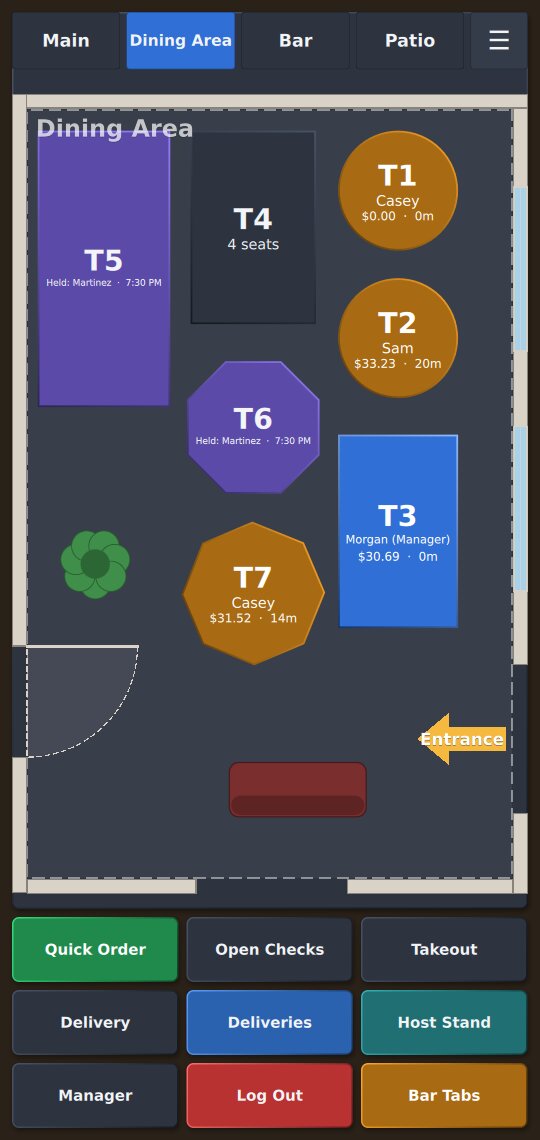 Main
Dining Area
Bar
Patio
Dining Area
T5
Held: Martinez · 7:30 PM
T4
4 seats
T1
Casey
$0.00 · 0m
T2
Sam
$33.23 · 20m
T6
Held: Martinez · 7:30 PM
T3
Morgan (Manager)
$30.69 · 0m
T7
Casey
$31.52 · 14m
Entrance
Quick Order
Open Checks
Takeout
Delivery
Deliveries
Host Stand
Manager
Log Out
Bar Tabs